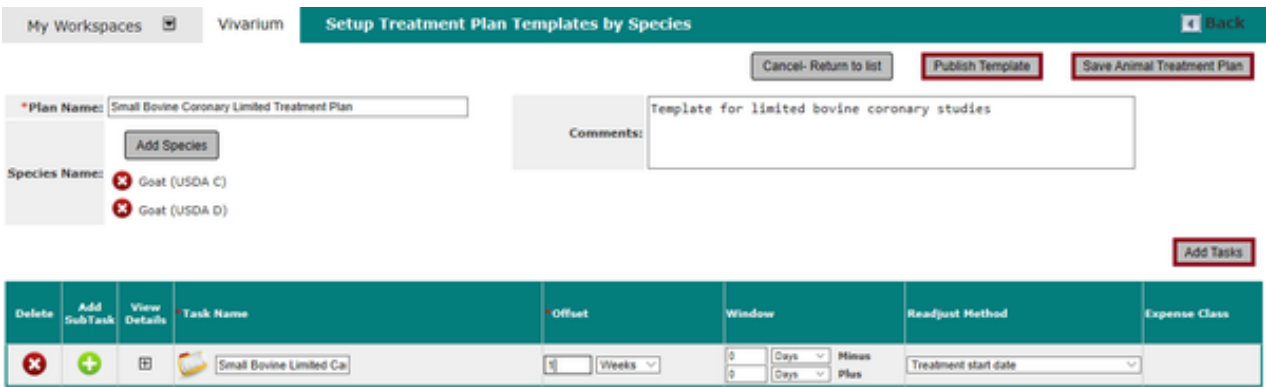 My Workspaces Vivarium Setup Treatment Plan Templates by Species Back
Cancel- Return to list Publish Template Save Animal Treatment Plan
*Plan Name: Small Bovine Coronary Limited Treatment Plan
Comments: Template for limited bovine coronary studies
Add Species
Species Name:
Goat (USDA C)
Goat (USDA D)
Add Tasks
Delete Add SubTask View Details *Task Name *Offset Window Readjust Method Expense Class
Small Bovine Limited Ca 1 Weeks 0 Days Minus Treatment start date
0 Days Plus